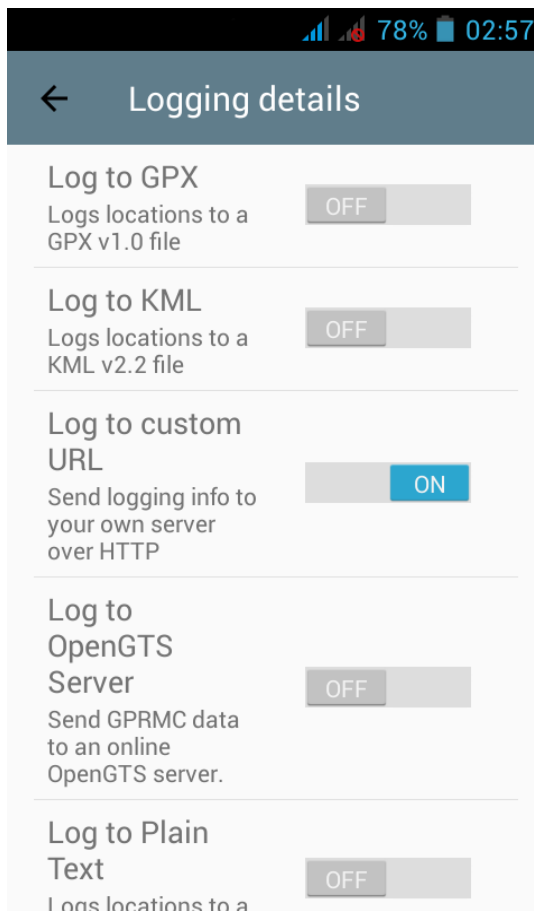 78% 02:57
Logging details
Log to GPX
Logs locations to a
GPX v1.0 file
OFF
Log to KML
Logs locations to a
KML v2.2 file
OFF
Log to custom
URL
Send logging info to
your own server
over HTTP
ON
Log to
OpenGTS
Server
Send GPRMC data
to an online
OpenGTS server.
OFF
Log to Plain
Text
Logs locations to a
OFF